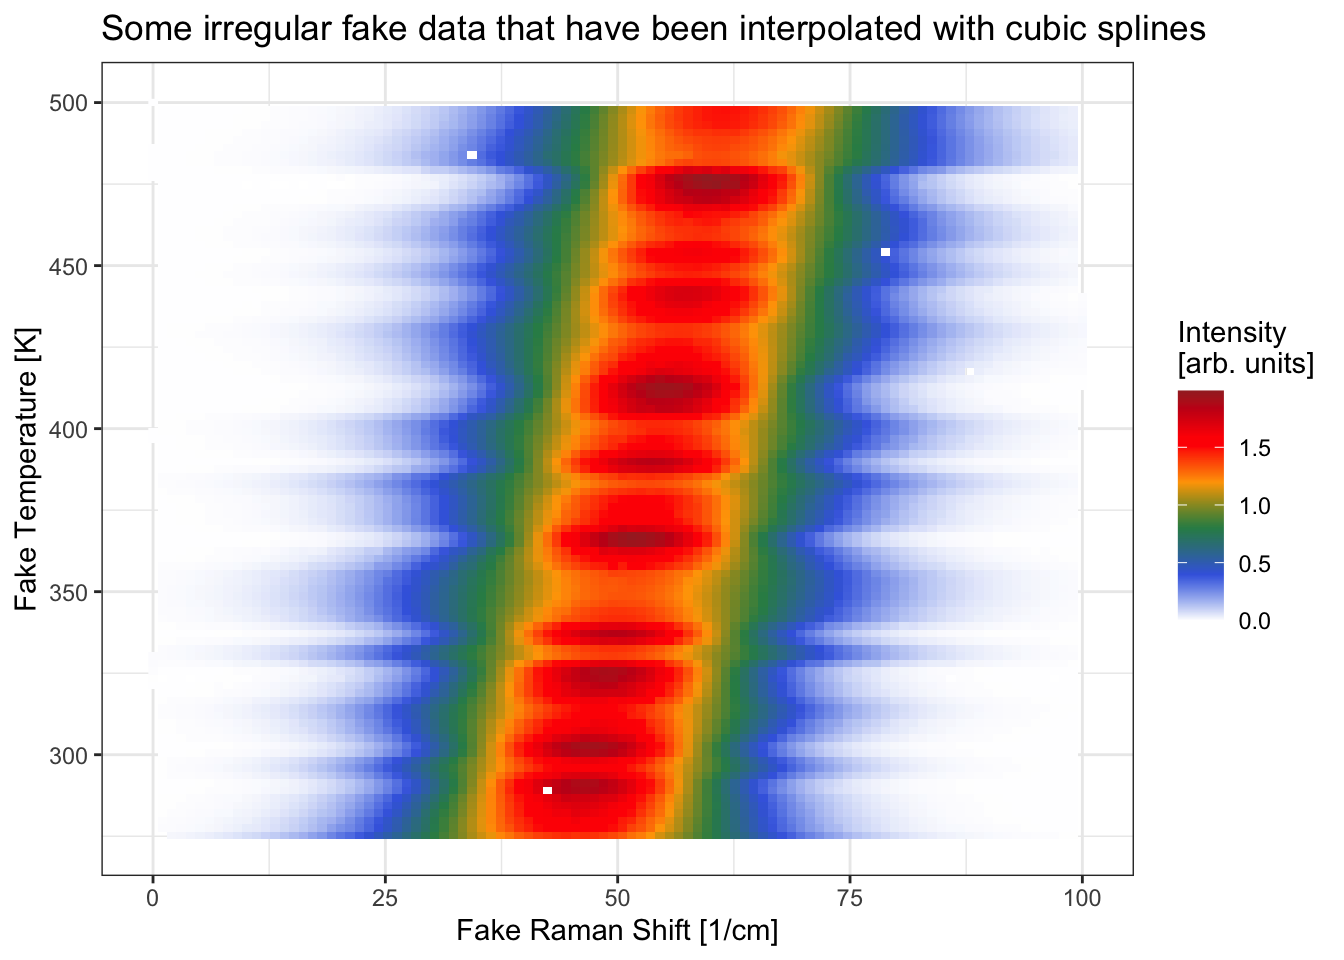 Some irregular fake data that have been interpolated with cubic splines
500
450
400
350
300
Fake Temperature [K]
0 25 50 75 100
Fake Raman Shift [1/cm]
Intensity
[arb. units]
1.5
1.0
0.5
0.0